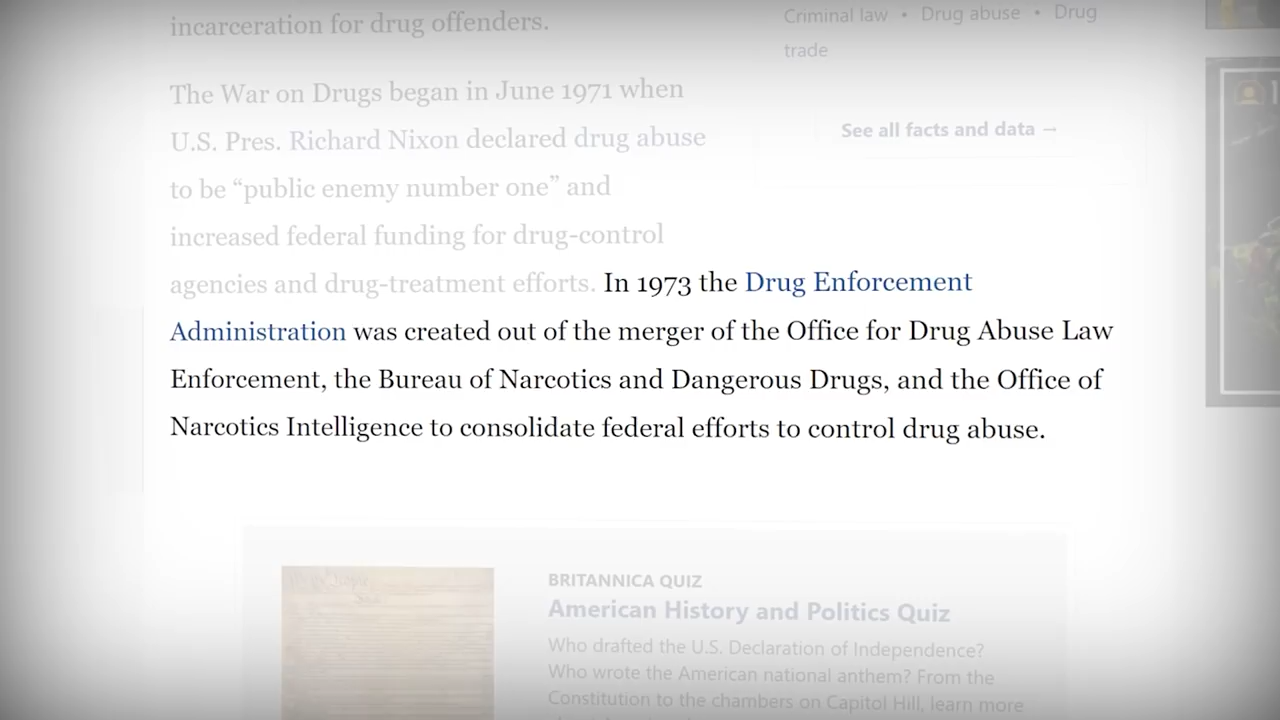 incarceration for drug offenders.
The War on Drugs began in June 1971 when
U.S. Pres. Richard Nixon declared drug abuse
to be “public enemy number one” and
increased federal funding for drug-control
agencies and drug-treatment efforts. In 1973 the Drug Enforcement
Administration was created out of the merger of the Office for Drug Abuse Law
Enforcement, the Bureau of Narcotics and Dangerous Drugs, and the Office of
Narcotics Intelligence to consolidate federal efforts to control drug abuse.
Criminal law • Drug abuse • Drug
trade
See all facts and data →
BRITANNICA QUIZ
American History and Politics Quiz
Who drafted the U.S. Declaration of Independence?
Who wrote the American national anthem? From the
Constitution to the chambers on Capitol Hill, learn more